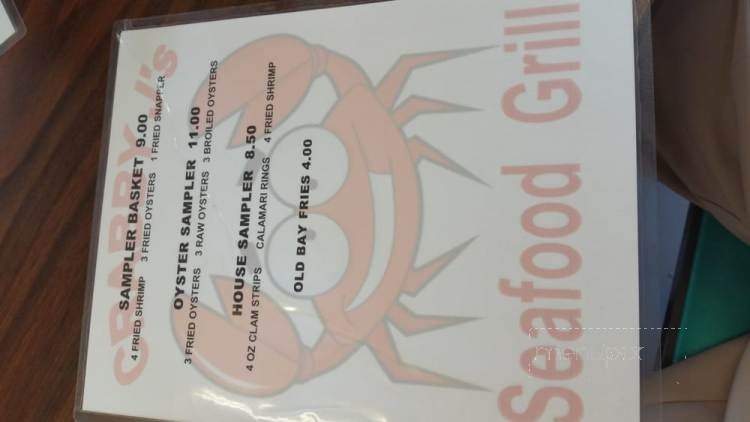 CRABBY J's
SAMPLER BASKET 9.00
4 FRIED SHRIMP 3 FRIED OYSTERS 1 FRIED SNAPPER
OYSTER SAMPLER 11.00
3 FRIED OYSTERS 3 RAW OYSTERS 3 BROILED OYSTERS
HOUSE SAMPLER 8.50
4 OZ CLAM STRIPS CALAMARI RINGS 4 FRIED SHRIMP
OLD BAY FRIES 4.00
Seafood Grill
menupix